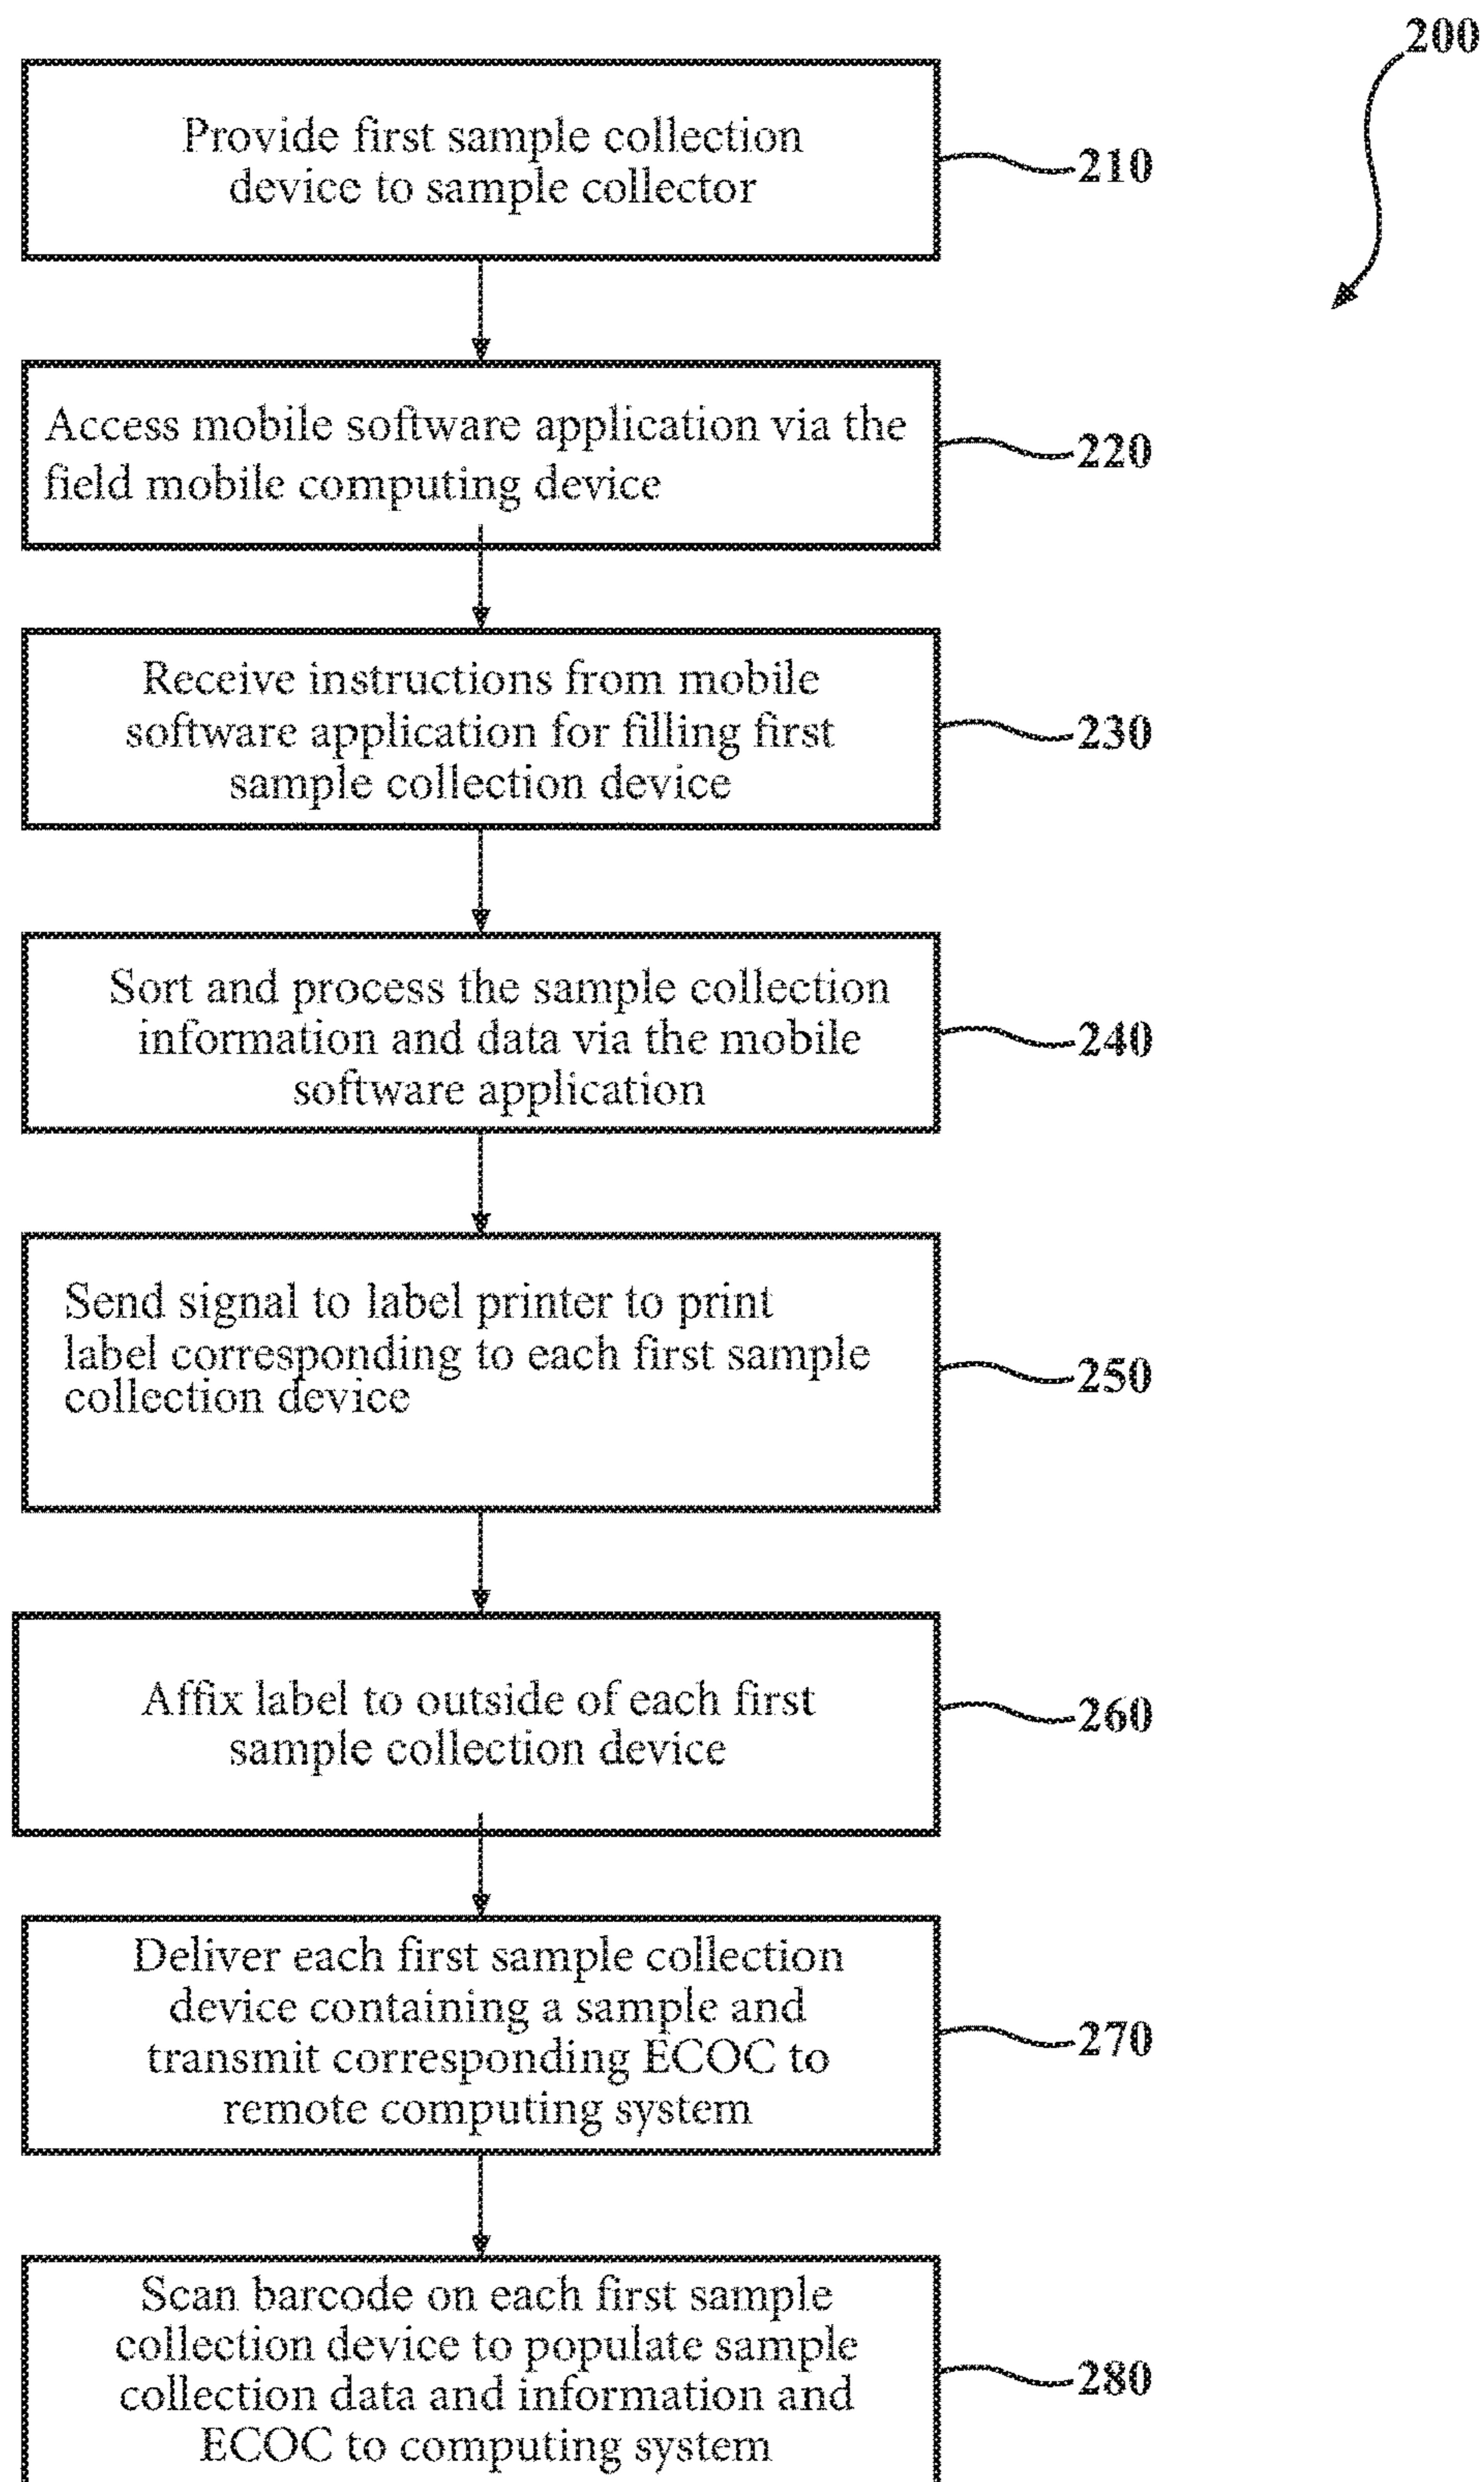 200
Provide first sample collection
device to sample collector
210
Access mobile software application via the
field mobile computing device
220
Receive instructions from mobile
software application for filling first
sample collection device
230
Sort and process the sample collection
information and data via the mobile
software application
240
Send signal to label printer to print
label corresponding to each first sample
collection device
250
Affix label to outside of each first
sample collection device
260
Deliver each first sample collection
device containing a sample and
transmit corresponding ECOC to
remote computing system
270
Scan barcode on each first sample
collection device to populate sample
collection data and information and
ECOC to computing system
280